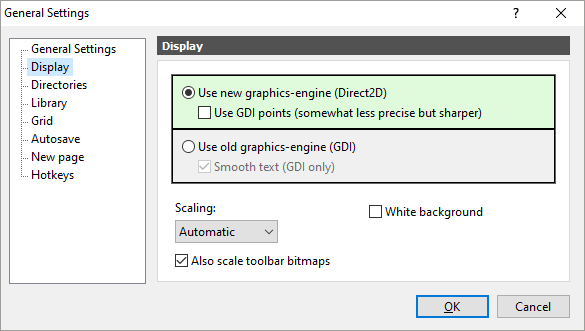 General Settings
General Settings
Display
Directories
Library
Grid
Autosave
New page
Hotkeys
Display
Use new graphics-engine (Direct2D)
Use GDI points (somewhat less precise but sharper)
Use old graphics-engine (GDI)
Smooth text (GDI only)
Scaling:
White background
Automatic
Also scale toolbar bitmaps
OK
Cancel